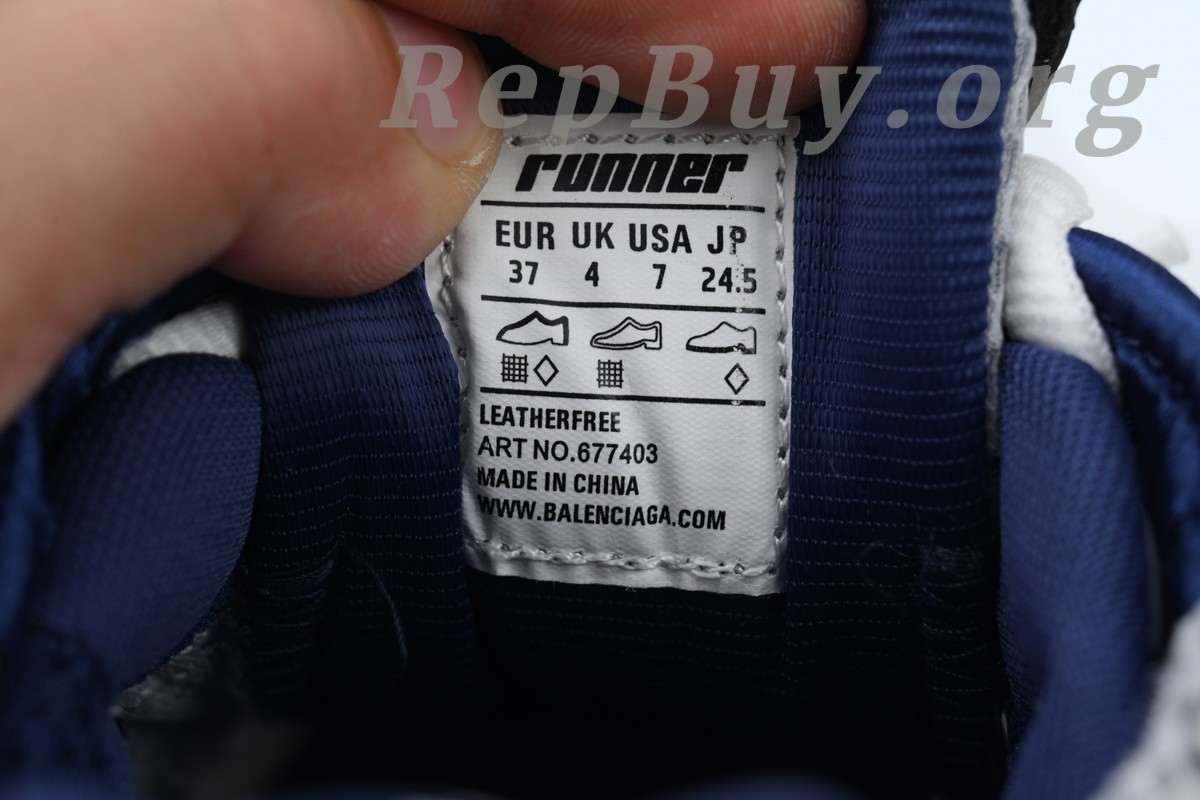 RepBuy.org
runner
EUR UK USA JP
37 4 7 24.5
LEATHERFREE
ART NO.677403
MADE IN CHINA
WWW.BALENCIAGA.COM